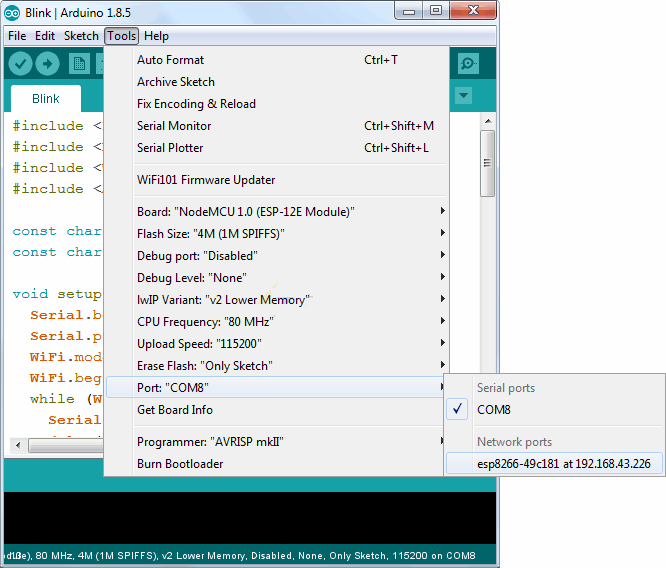 Blink | Arduino 1.8.5
File Edit Sketch Tools Help
Auto Format Ctrl+T
Archive Sketch
Fix Encoding & Reload
Serial Monitor Ctrl+Shift+M
Serial Plotter Ctrl+Shift+L
WiFi101 Firmware Updater
Board: "NodeMCU 1.0 (ESP-12E Module)"
Flash Size: "4M (1M SPIFFS)"
Debug port: "Disabled"
Debug Level: "None"
lwIP Variant: "v2 Lower Memory"
CPU Frequency: "80 MHz"
Upload Speed: "115200"
Erase Flash: "Only Sketch"
Port: "COM8"
Get Board Info
Programmer: "AVRISP mkII"
Burn Bootloader
Serial ports
COM8
Network ports
esp8266-49c181 at 192.168.43.226
Blink
#include <
#include <
#include <
#include <
const char
const char
void setup
Serial.b
Serial.p
WiFi.mod
WiFi.beg
while (W
Serial
), 80 MHz, 4M (1M SPIFFS), v2 Lower Memory, Disabled, None, Only Sketch, 115200 on COM8